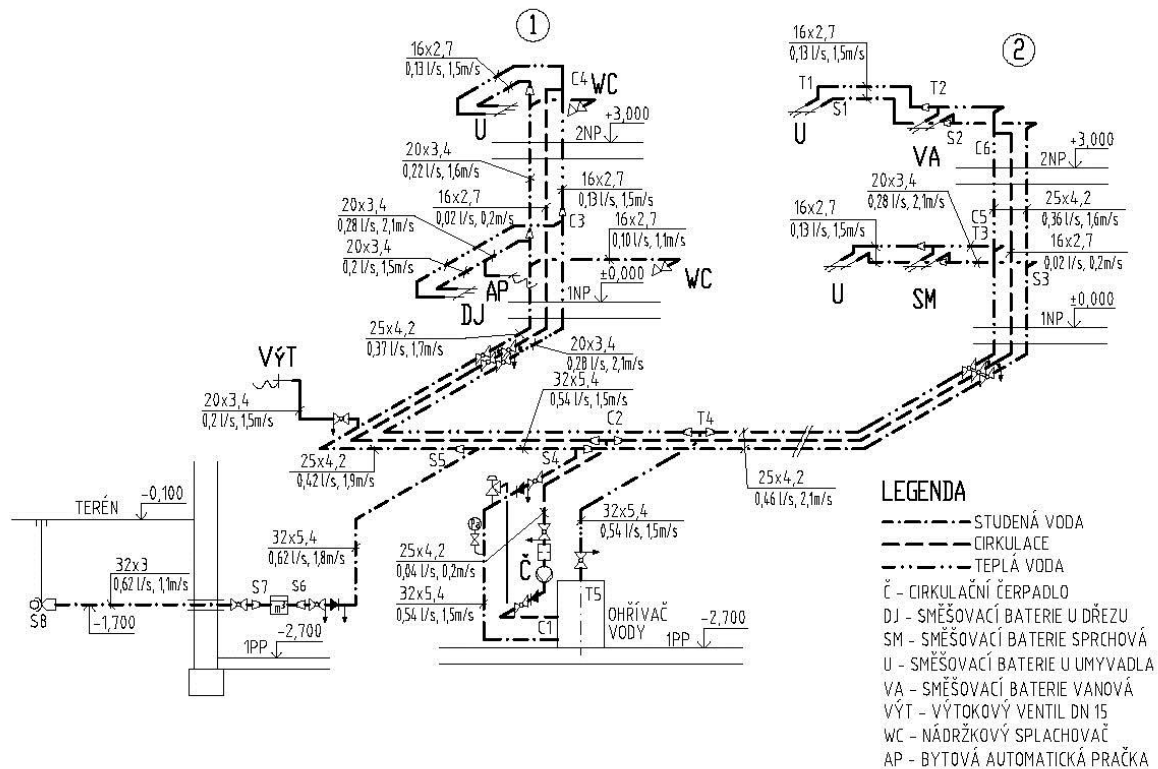 1
2
16x2,7
0,13 l/s, 1,5m/s
C4
WC
U
+3,000
2NP
20x3,4
0,22 l/s, 1,6m/s
16x2,7
0,13 l/s, 1,5m/s
16x2,7
0,02 l/s, 0,2m/s
20x3,4
0,28 l/s, 2,1m/s
C3
16x2,7
0,10 l/s, 1,1m/s
20x3,4
0,2 l/s, 1,5m/s
AP
DJ
WC
±0,000
1NP
25x4,2
0,37 l/s, 1,7m/s
20x3,4
0,28 l/s, 2,1m/s
16x2,7
0,13 l/s, 1,5m/s
T1
T2
S1
S2
U
VA
C6
+3,000
2NP
20x3,4
0,28 l/s, 2,1m/s
25x4,2
0,36 l/s, 1,6m/s
16x2,7
0,13 l/s, 1,5m/s
C5
T3
16x2,7
0,02 l/s, 0,2m/s
S3
U
SM
±0,000
1NP
VÝT
20x3,4
0,2 l/s, 1,5m/s
32x5,4
0,54 l/s, 1,5m/s
C2
T4
25x4,2
0,42 l/s, 1,9m/s
S5
S4
25x4,2
0,46 l/s, 2,1m/s
TERÉN
-0,100
32x5,4
0,62 l/s, 1,8m/s
32x3
0,62 l/s, 1,1m/s
S8
-1,700
S7
S6
m³
1PP
-2,700
25x4,2
0,04 l/s, 0,2m/s
Č
32x5,4
0,54 l/s, 1,5m/s
32x5,4
0,54 l/s, 1,5m/s
C1
T5
OHŘÍVAČ
VODY
1PP
-2,700
LEGENDA
STUDENÁ VODA
CIRKULACE
TEPLÁ VODA
Č - CIRKULAČNÍ ČERPADLO
DJ - SMĚŠOVACÍ BATERIE U DŘEZU
SM - SMĚŠOVACÍ BATERIE SPRCHOVÁ
U - SMĚŠOVACÍ BATERIE U UMYVADLA
VA - SMĚŠOVACÍ BATERIE VANOVÁ
VÝT - VÝTOKOVÝ VENTIL DN 15
WC - NÁDRŽKOVÝ SPLACHOVAČ
AP - BYTOVÁ AUTOMATICKÁ PRAČKA